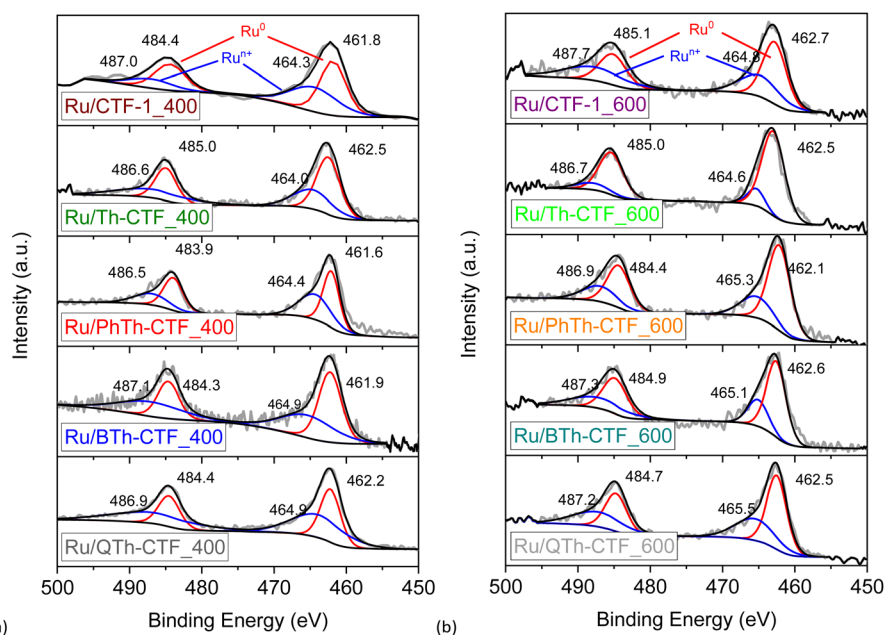 487.0
484.4
Ru⁰
461.8
Ruⁿ⁺
464.3
Ru/CTF-1_400
486.6
485.0
464.0
462.5
Ru/Th-CTF_400
486.5
483.9
464.4
461.6
Ru/PhTh-CTF_400
487.1
484.3
464.9
461.9
Ru/BTh-CTF_400
486.9
484.4
464.9
462.2
Ru/QTh-CTF_400
500 490 480 470 460 450
Binding Energy (eV)
Intensity (a.u.)
)
487.7
485.1
Ru⁰
462.7
Ruⁿ⁺
464.8
Ru/CTF-1_600
486.7
485.0
464.6
462.5
Ru/Th-CTF_600
486.9
484.4
465.3
462.1
Ru/PhTh-CTF_600
487.3
484.9
465.1
462.6
Ru/BTh-CTF_600
487.2
484.7
465.5
462.5
Ru/QTh-CTF_600
500 490 480 470 460 450
Binding Energy (eV)
Intensity (a.u.)
(b)